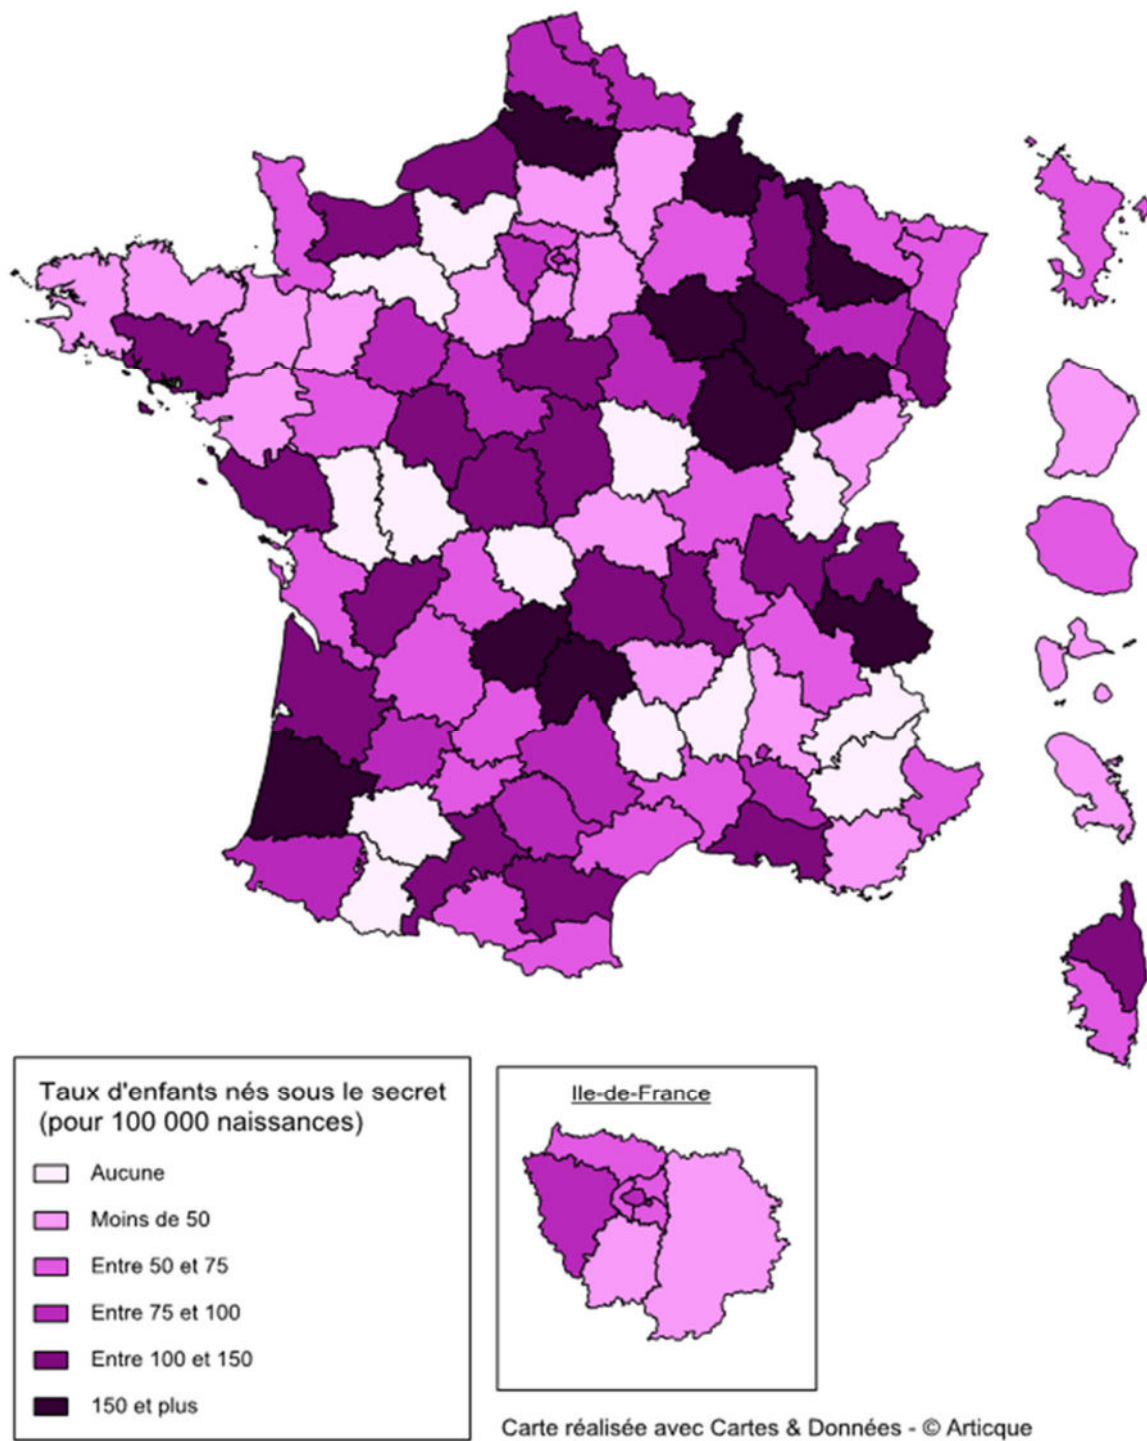 Taux d'enfants nés sous le secret
(pour 100 000 naissances)
Aucune
Moins de 50
Entre 50 et 75
Entre 75 et 100
Entre 100 et 150
150 et plus
Ile-de-France
Carte réalisée avec Cartes & Données - © Articque